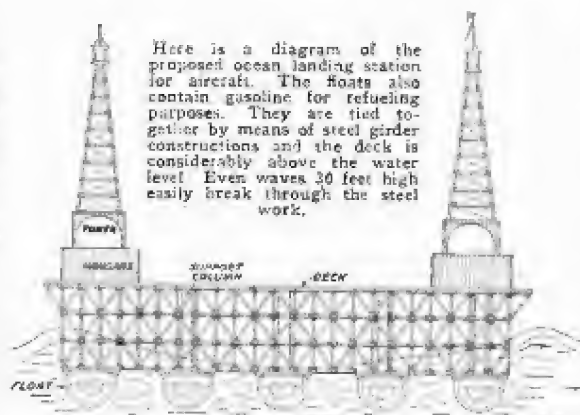 Here is a diagram of the
proposed ocean landing station
for aircraft. The floats also
contain gasoline for refueling
purposes. They are tied to-
gether by means of steel girder
constructions and the deck is
considerably above the water
level Even waves 30 feet high
easily break through the steel
work.
TOWER
HANGARS
SUPPORT
COLUMN
DECK
FLOAT